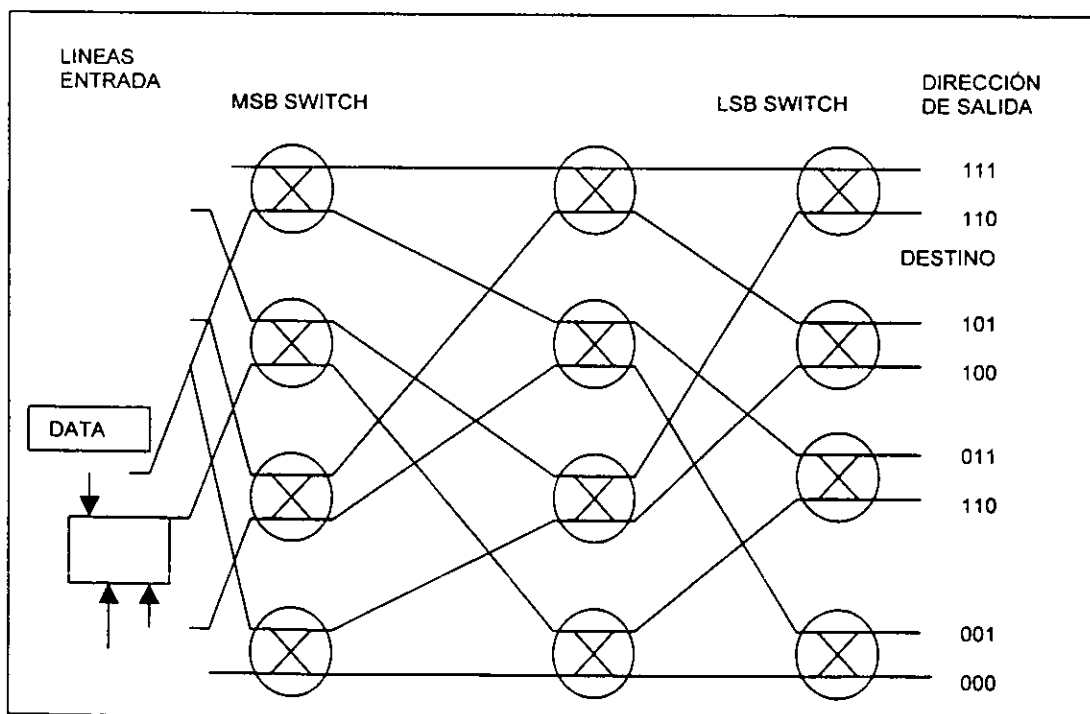 LINEAS
ENTRADA
MSB SWITCH
LSB SWITCH
DIRECCIÓN
DE SALIDA
111
110
DESTINO
101
100
DATA
011
110
001
000